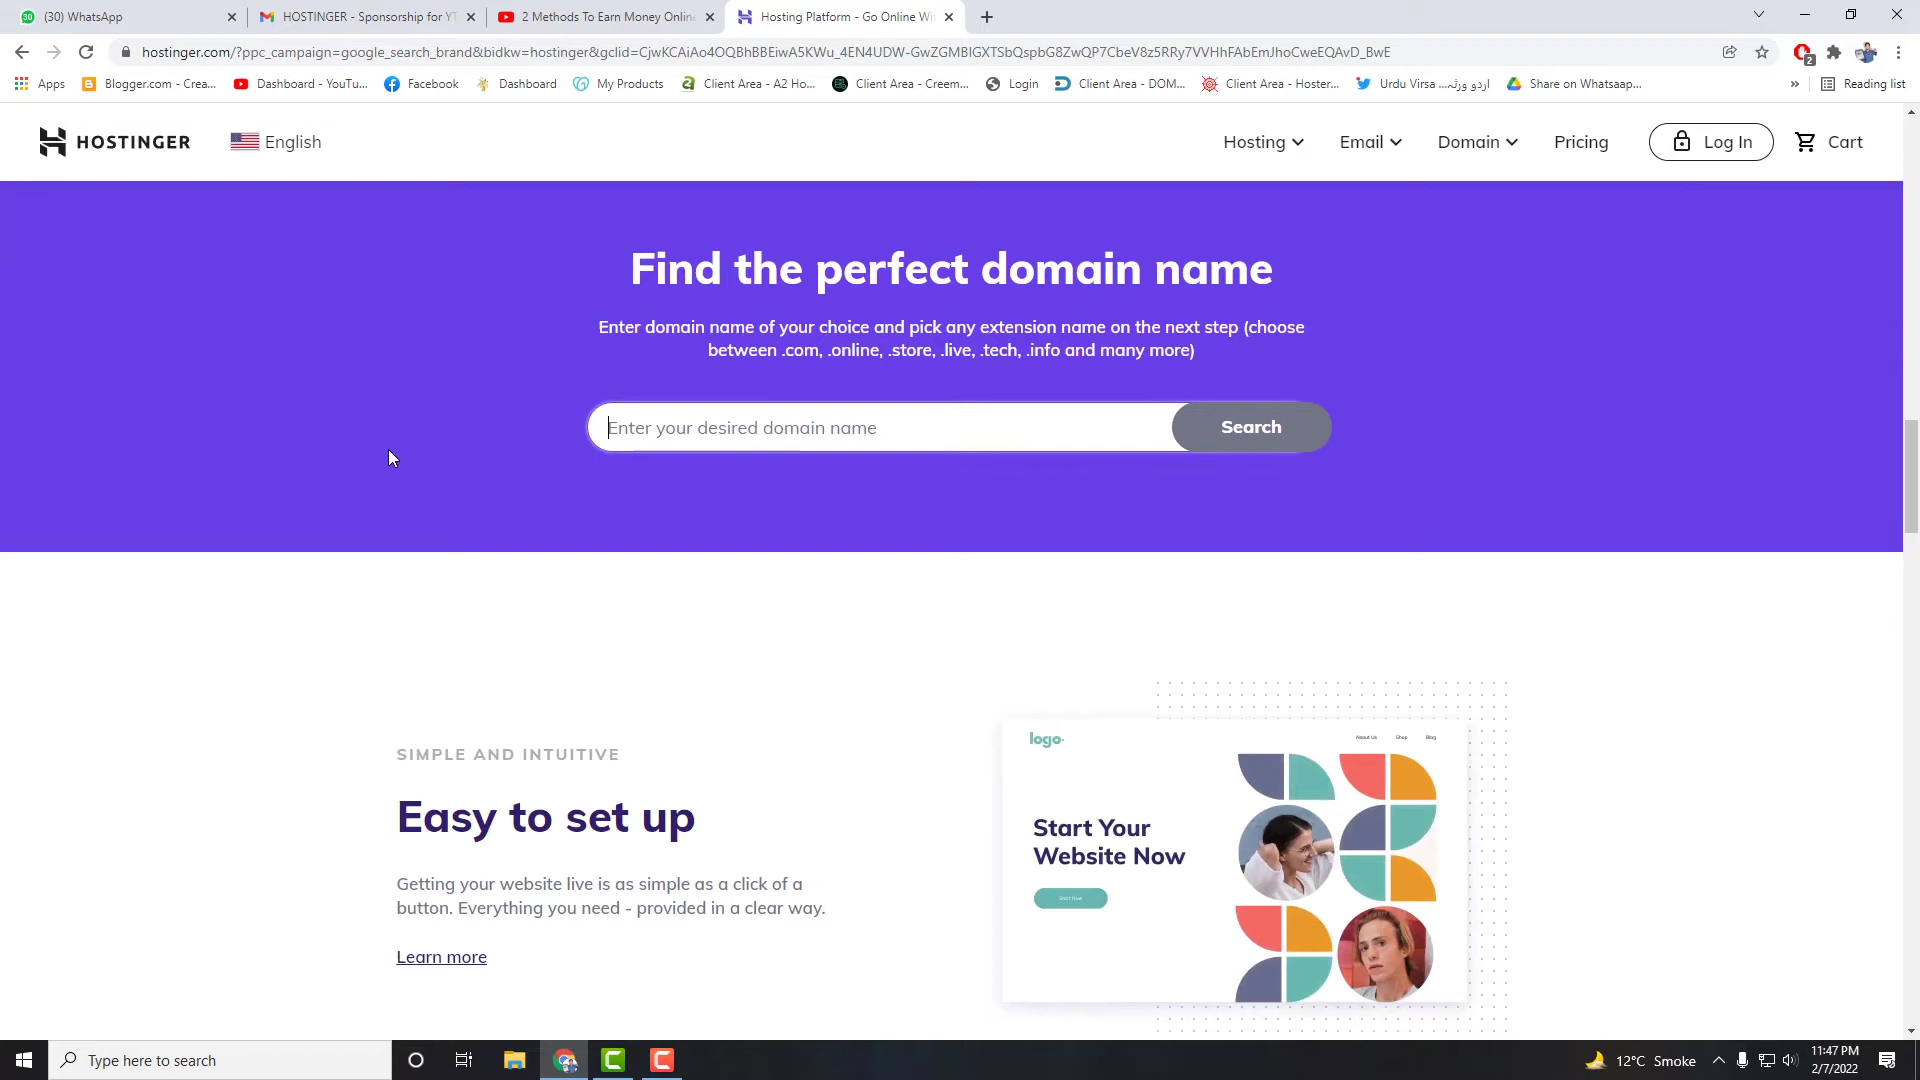 (30) WhatsApp
HOSTINGER - Sponsorship for YT
2 Methods To Earn Money Onlin
Hosting Platform - Go Online Wi
hostinger.com/?ppc_campaign=google_search_brand&bidkw=hostinger&gclid=CjwKCAiAo4OQBhBBEiwA5KWu_4EN4UDW-GwZGMBIGXTSbQspbG8ZwQP7CbeV8z5RRy7VVHhFAbEmJhoCweEQAvD_BwE
2
Apps
Blogger.com - Crea...
Dashboard - YouTu...
Facebook
Dashboard
My Products
Client Area - A2 Ho...
Client Area - Creem...
Login
Client Area - DOM...
Client Area - Hoster...
Urdu Virsa ...اردو ورثہ
Share on Whatsaap...
»
Reading list
HOSTINGER
English
Hosting
Email
Domain
Pricing
Log In
Cart
Find the perfect domain name
Enter domain name of your choice and pick any extension name on the next step (choose
between .com, .online, .store, .live, .tech, .info and many more)
Enter your desired domain name
Search
SIMPLE AND INTUITIVE
Easy to set up
Getting your website live is as simple as a click of a
button. Everything you need - provided in a clear way.
Learn more
logo
About Us
Shop
Blog
Start Your
Website Now
Type here to search
12°C Smoke
11:47 PM
2/7/2022